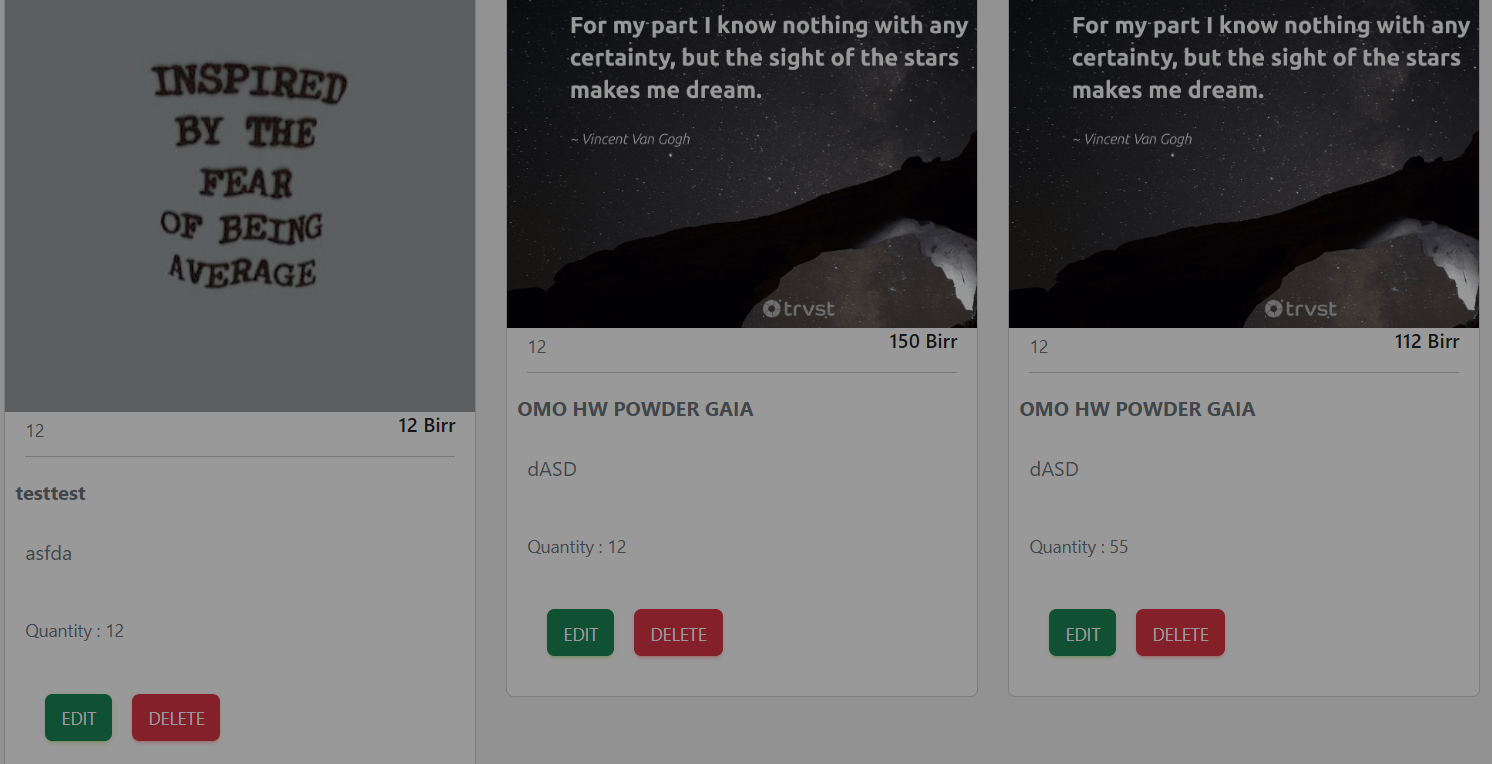 INSPIRED
BY THE
FEAR
OF BEING
AVERAGE
12
12 Birr
testtest
asfda
Quantity : 12
EDIT
DELETE
For my part I know nothing with any
certainty, but the sight of the stars
makes me dream.
~ Vincent Van Gogh
trvst
12
150 Birr
OMO HW POWDER GAIA
dASD
Quantity : 12
EDIT
DELETE
For my part I know nothing with any
certainty, but the sight of the stars
makes me dream.
~ Vincent Van Gogh
trvst
12
112 Birr
OMO HW POWDER GAIA
dASD
Quantity : 55
EDIT
DELETE